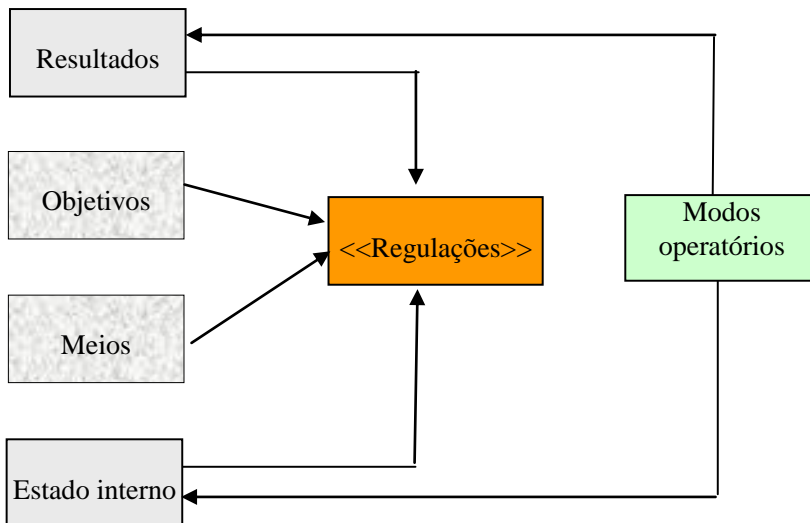 Resultados
Objetivos
<<Regulações>>
Modos
operatórios
Meios
Estado interno